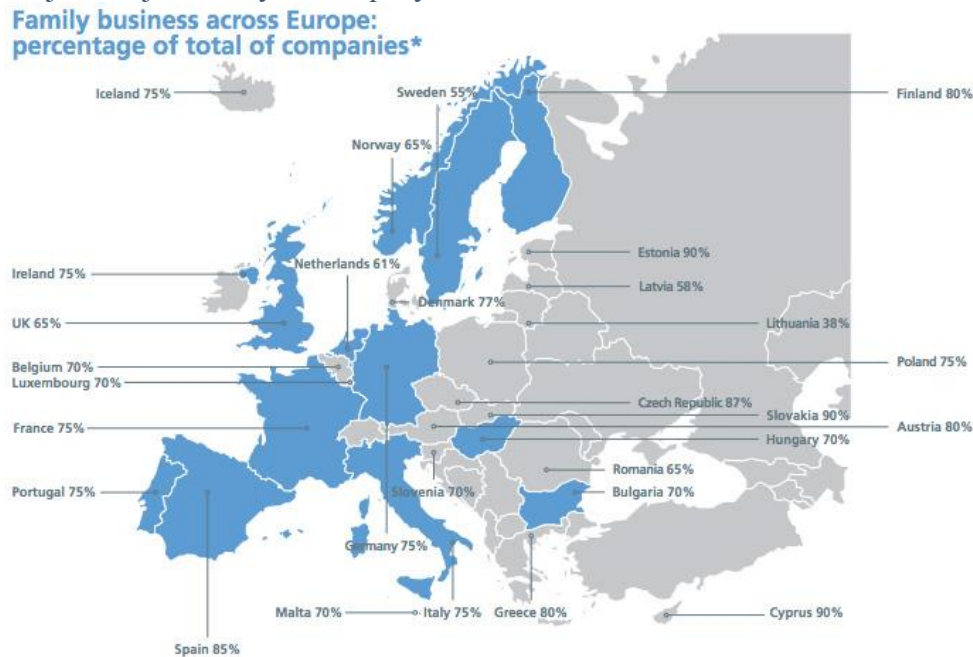 Family business across Europe:
percentage of total of companies*
Iceland 75%
Sweden 55%
Finland 80%
Norway 65%
Ireland 75%
Netherlands 61%
Estonia 90%
Denmark 77%
Latvia 58%
UK 65%
Lithuania 38%
Belgium 70%
Poland 75%
Luxembourg 70%
Czech Republic 87%
Slovakia 90%
France 75%
Austria 80%
Hungary 70%
Romania 65%
Portugal 75%
Slovenia 70%
Bulgaria 70%
Germany 75%
Malta 70%
Italy 75%
Greece 80%
Cyprus 90%
Spain 85%